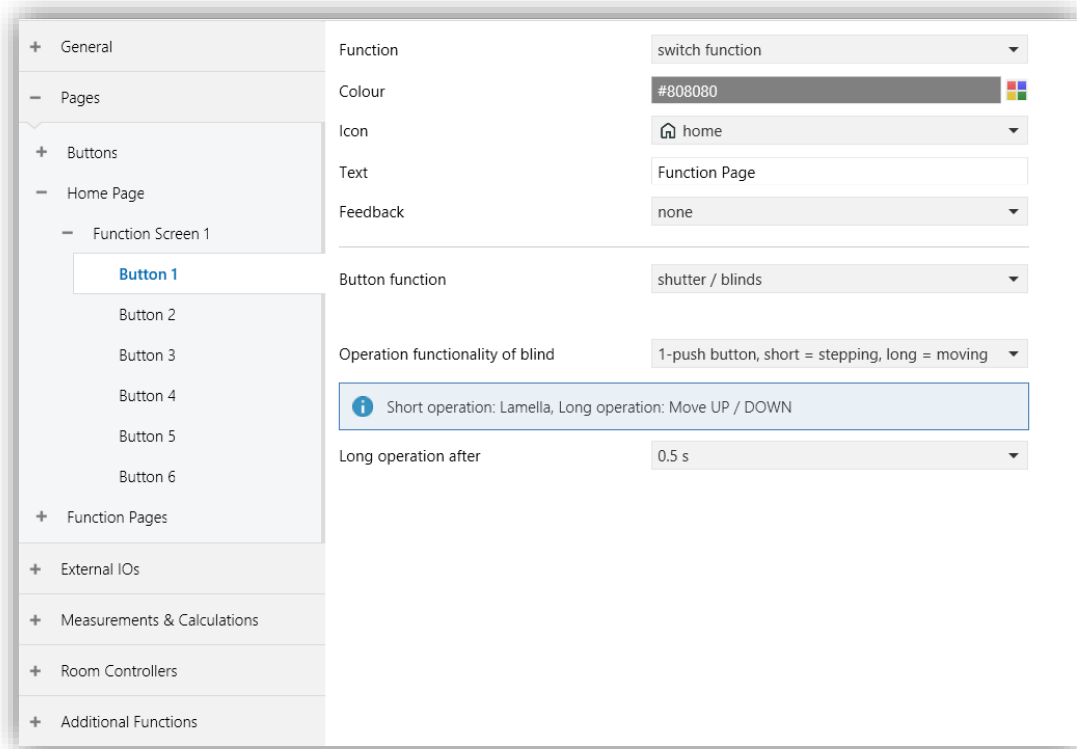 General
Pages
Buttons
Home Page
Function Screen 1
Button 1
Button 2
Button 3
Button 4
Button 5
Button 6
Function Pages
External IOs
Measurements & Calculations
Room Controllers
Additional Functions
Function switch function
Colour #808080
Icon home
Text Function Page
Feedback none
Button function shutter / blinds
Operation functionality of blind 1-push button, short = stepping, long = moving
Short operation: Lamella, Long operation: Move UP / DOWN
Long operation after 0.5 s